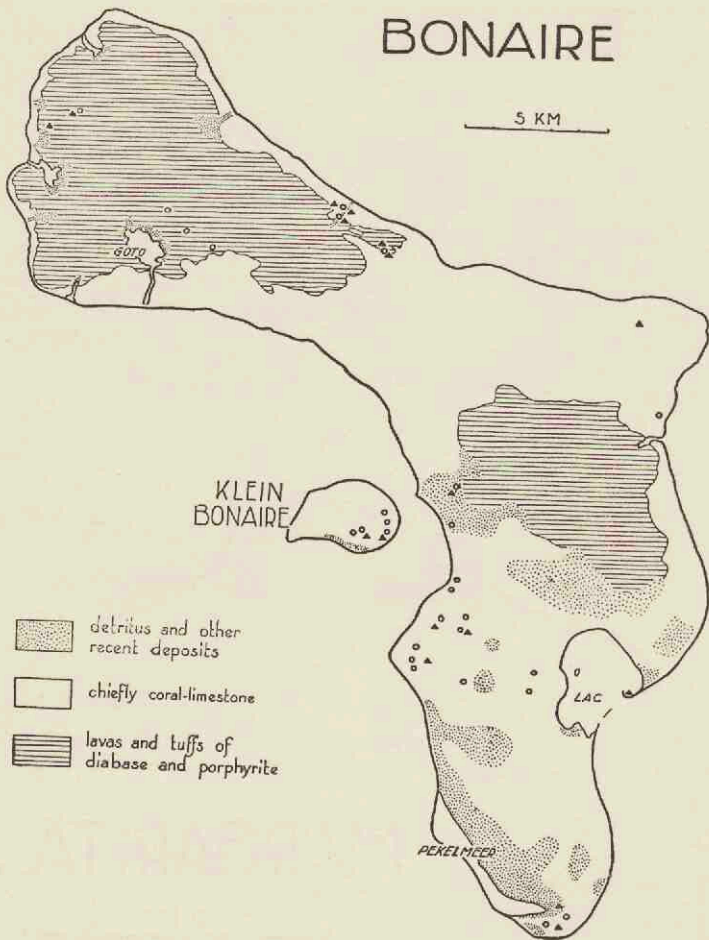 BONAIRE
5 KM
GOTO
KLEIN
BONAIRE
detritus and other
recent deposits
chiefly coral-limestone
LAC
lavas and tuffs of
diabase and porphyrite
PEKELMEER